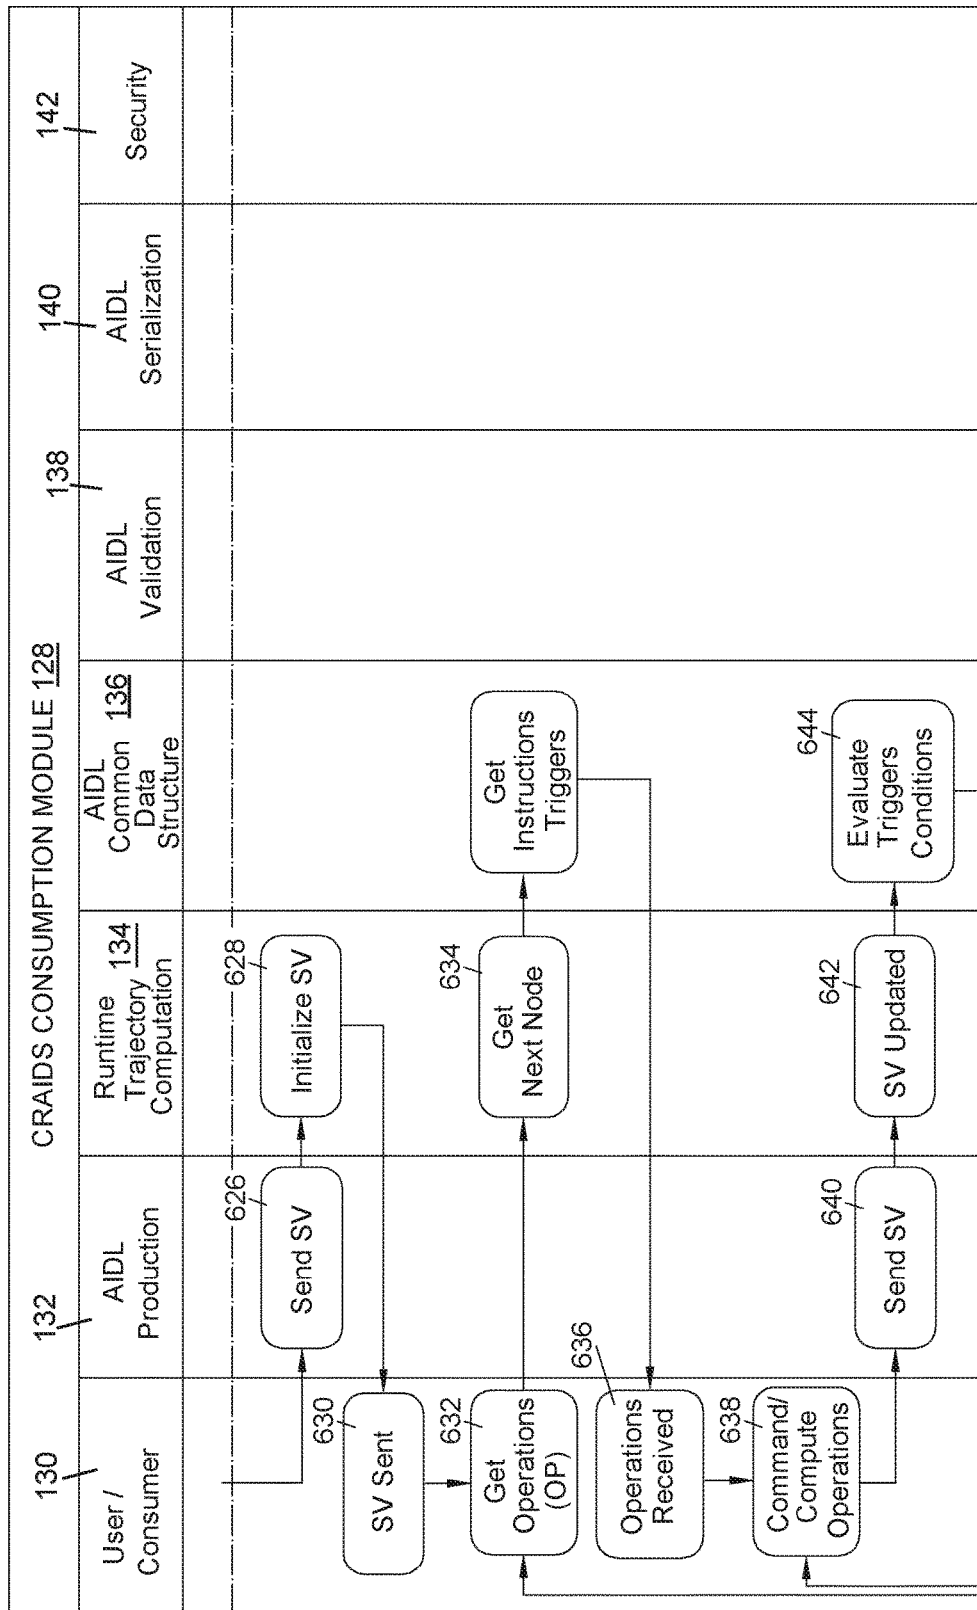 CRAIDS CONSUMPTION MODULE 128
130
132
138
140
142
User /
Consumer
AIDL
Production
Runtime
Trajectory 134
Computation
AIDL
Common 136
Data
Structure
AIDL
Validation
AIDL
Serialization
Security
626
Send SV
628
Initialize SV
630
SV Sent
632
Get
Operations
(OP)
634
Get
Next Node
Get
Instructions
Triggers
636
Operations
Received
638
Command/
Compute
Operations
640
Send SV
642
SV Updated
644
Evaluate
Triggers
Conditions